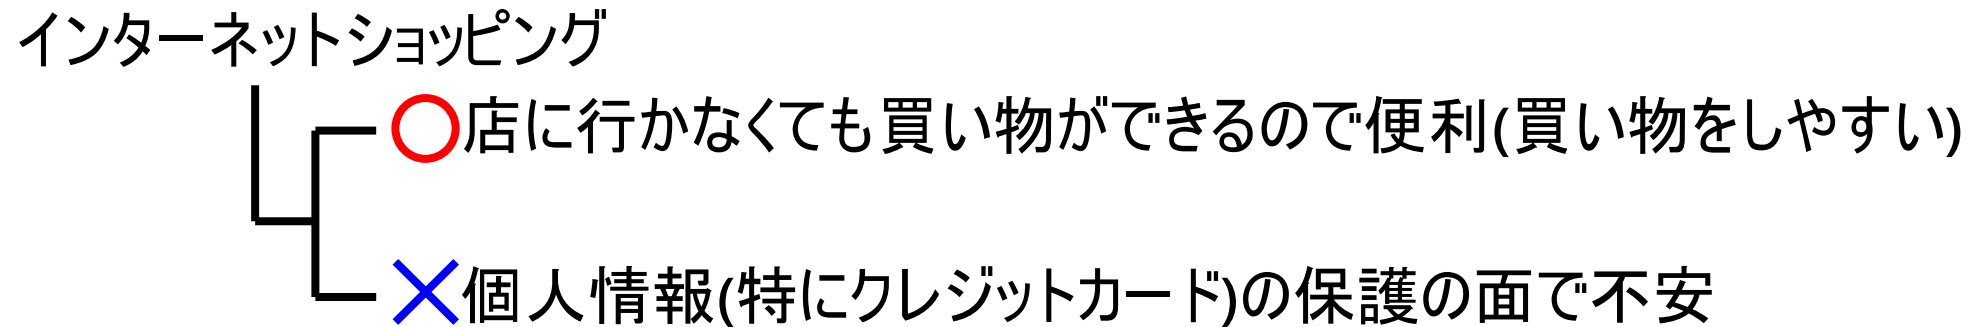 インターネットショッピング
○店に行かなくても買い物ができるので便利(買い物をしやすい)
×個人情報(特にクレジットカード)の保護の面で不安